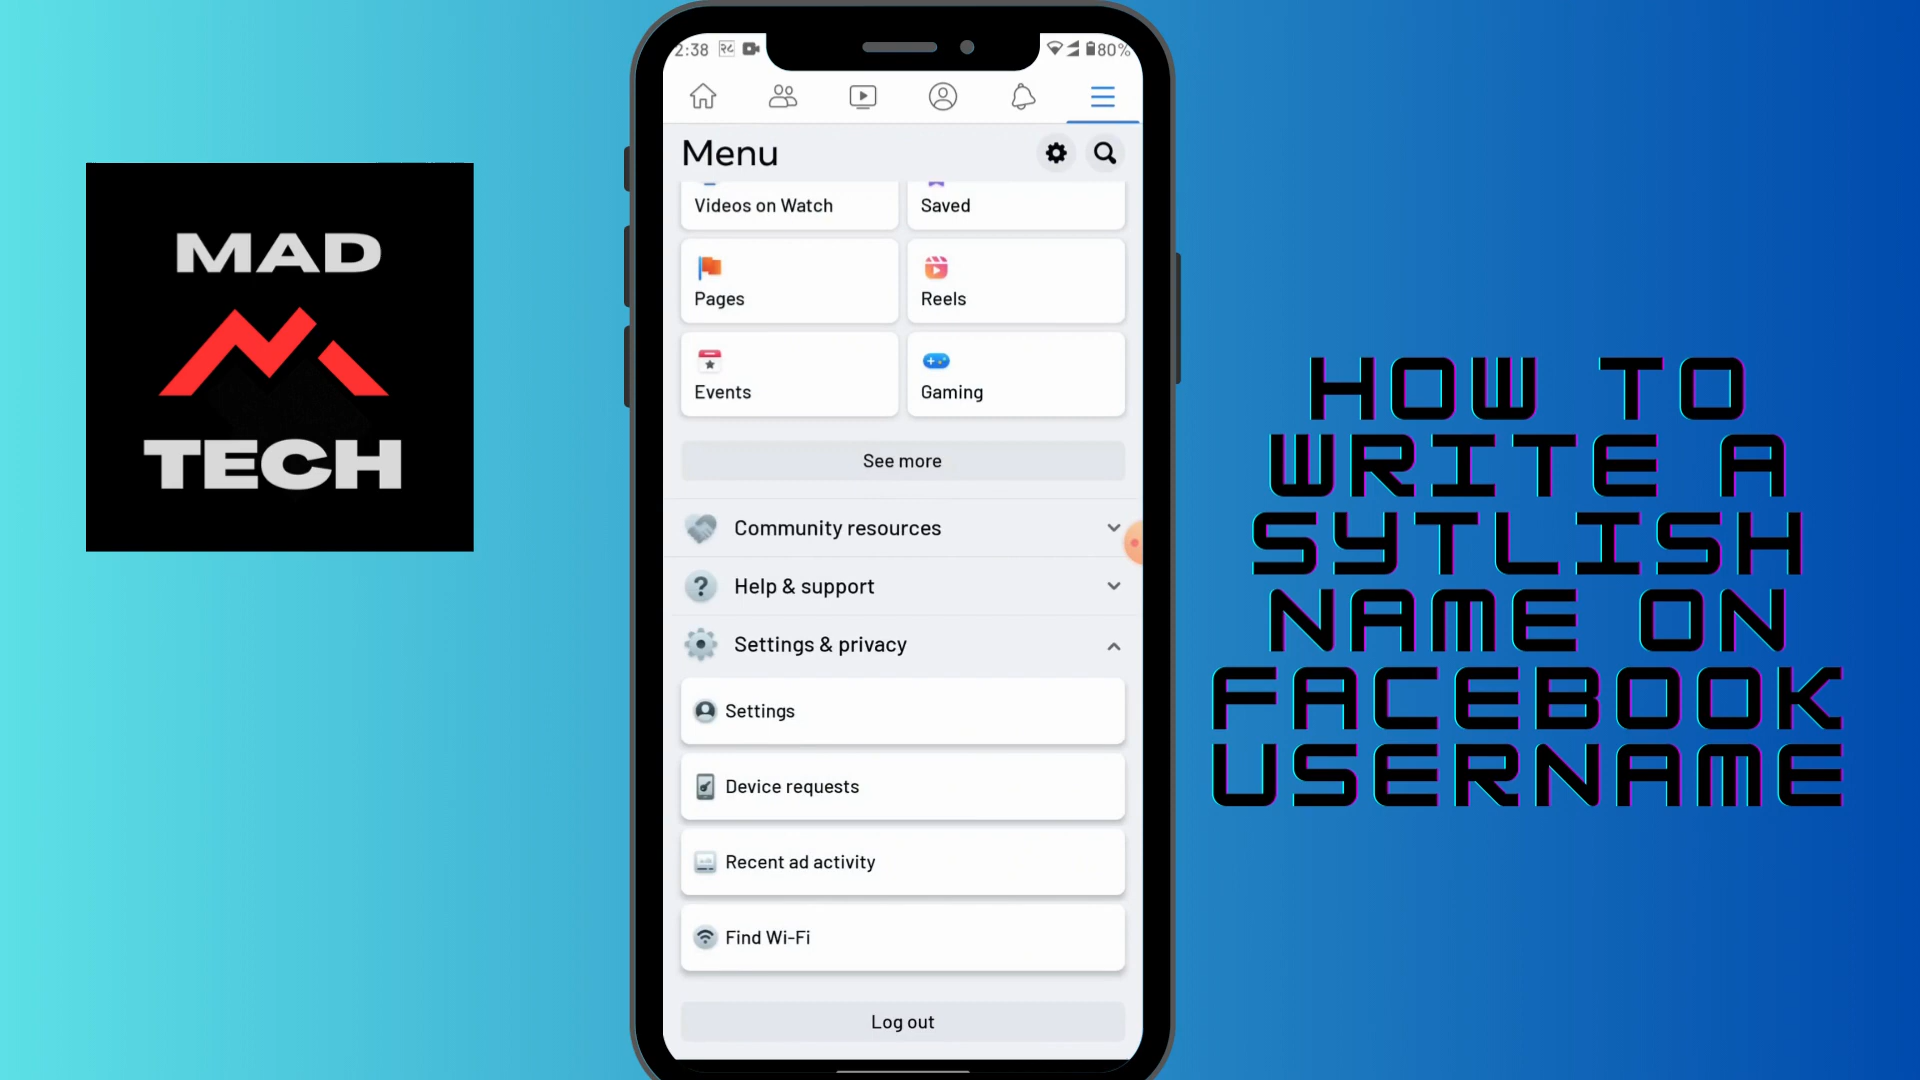 MAD
TECH
2:38
80%
Menu
Videos on Watch
Saved
Pages
Reels
Events
Gaming
See more
Community resources
Help & support
Settings & privacy
Settings
Device requests
Recent ad activity
Find Wi-Fi
Log out
HOW TO
WRITE A
SYTLISH
NAME ON
FACEBOOK
USERNAME